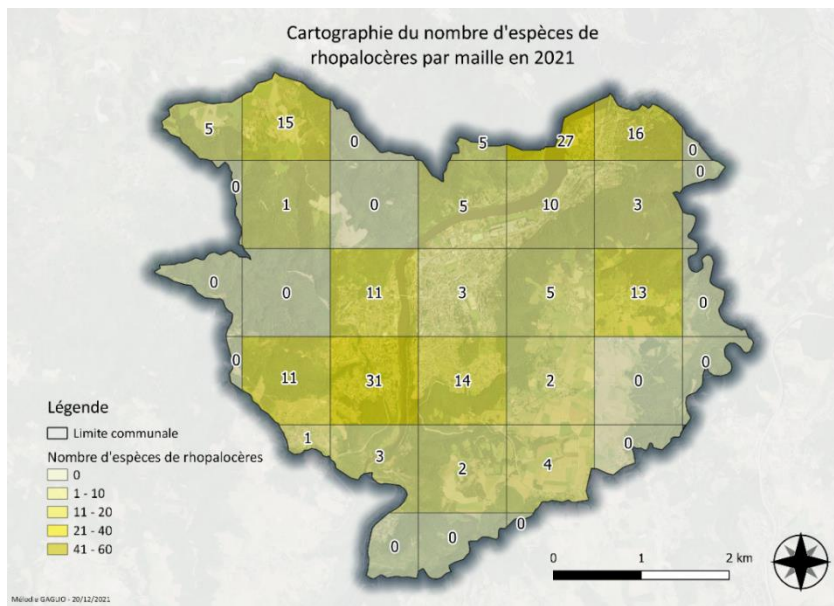 Cartographie du nombre d'espèces de
rhopalocères par maille en 2021
5 15 0 5 27 16 0
0 1 0 5 10 3 0
0 0 11 3 5 13 0
0 11 31 14 2 0 0
1 3 2 4 0
0 0 0
Légende
Limite communale
Nombre d'espèces de rhopalocères
0
1 - 10
11 - 20
21 - 40
41 - 60
0 1 2 km
Mélodie GAGLIO - 20/12/2021